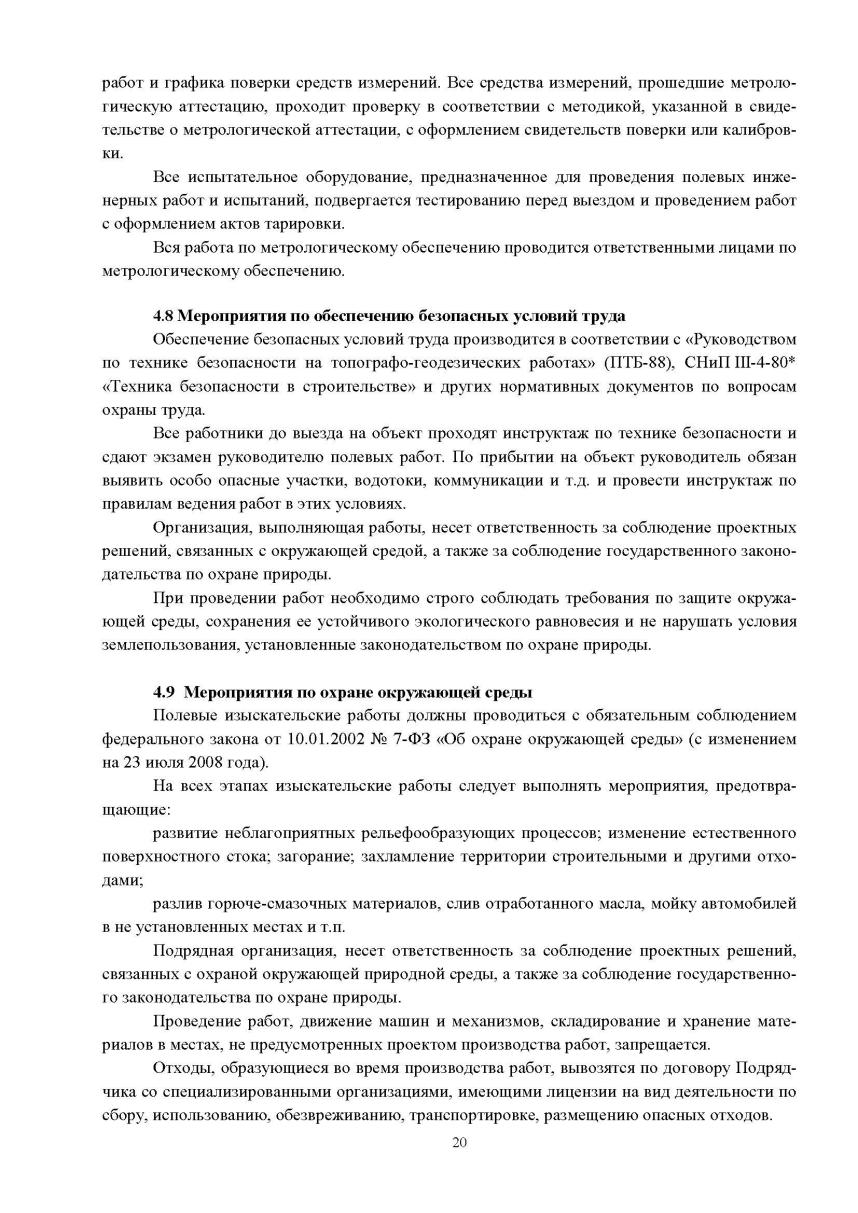 работ и графика поверки средств измерений. Все средства измерений, прошедшие метроло-
гическую аттестацию, проходит проверку в соответствии с методикой, указанной в свиде-
тельстве о метрологической аттестации, с оформлением свидетельств поверки или калибров-
ки.
Все испытательное оборудование, предназначенное для проведения полевых инже-
нерных работ и испытаний, подвергается тестированию перед выездом и проведением работ
с оформлением актов тарировки.
Вся работа по метрологическому обеспечению проводится ответственными лицами по
метрологическому обеспечению.
4.8 Мероприятия по обеспечению безопасных условий труда
Обеспечение безопасных условий труда производится в соответствии с «Руководством
по технике безопасности на топографо-геодезических работах» (ПТБ-88), СНиП III-4-80*
«Техника безопасности в строительстве» и других нормативных документов по вопросам
охраны труда.
Все работники до выезда на объект проходят инструктаж по технике безопасности и
сдают экзамен руководителю полевых работ. По прибытии на объект руководитель обязан
выявить особо опасные участки, водотоки, коммуникации и т.д. и провести инструктаж по
правилам ведения работ в этих условиях.
Организация, выполняющая работы, несет ответственность за соблюдение проектных
решений, связанных с окружающей средой, а также за соблюдение государственного законо-
дательства по охране природы.
При проведении работ необходимо строго соблюдать требования по защите окружа-
ющей среды, сохранения ее устойчивого экологического равновесия и не нарушать условия
землепользования, установленные законодательством по охране природы.
4.9 Мероприятия по охране окружающей среды
Полевые изыскательские работы должны проводиться с обязательным соблюдением
федерального закона от 10.01.2002 № 7-ФЗ «Об охране окружающей среды» (с изменением
на 23 июля 2008 года).
На всех этапах изыскательские работы следует выполнять мероприятия, предотвра-
щающие:
развитие неблагоприятных рельефообразующих процессов; изменение естественного
поверхностного стока; загорание; захламление территории строительными и другими отхо-
дами;
разлив горюче-смазочных материалов, слив отработанного масла, мойку автомобилей
в не установленных местах и т.п.
Подрядная организация, несет ответственность за соблюдение проектных решений,
связанных с охраной окружающей природной среды, а также за соблюдение государственно-
го законодательства по охране природы.
Проведение работ, движение машин и механизмов, складирование и хранение мате-
риалов в местах, не предусмотренных проектом производства работ, запрещается.
Отходы, образующиеся во время производства работ, вывозятся по договору Подряд-
чика со специализированными организациями, имеющими лицензии на вид деятельности по
сбору, использованию, обезвреживанию, транспортировке, размещению опасных отходов.
20